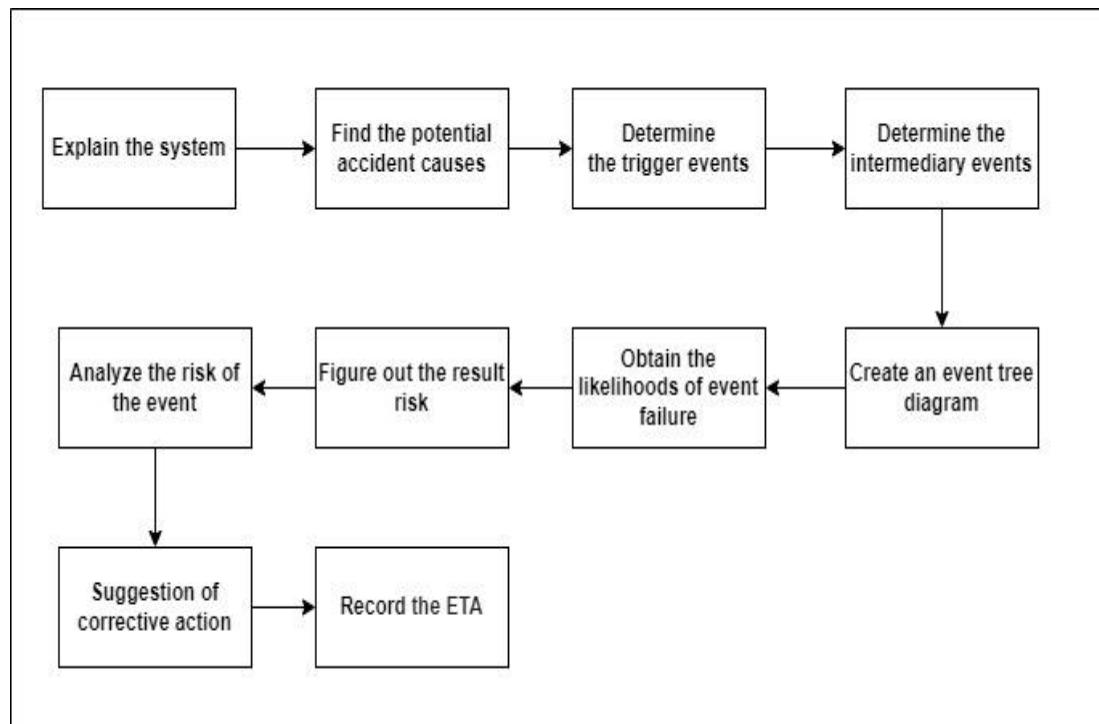 Explain the system
Find the potential
accident causes
Determine
the trigger events
Determine the
intermediary events
Create an event tree
diagram
Obtain the
likelihoods of event
failure
Figure out the result
risk
Analyze the risk of
the event
Suggestion of
corrective action
Record the ETA